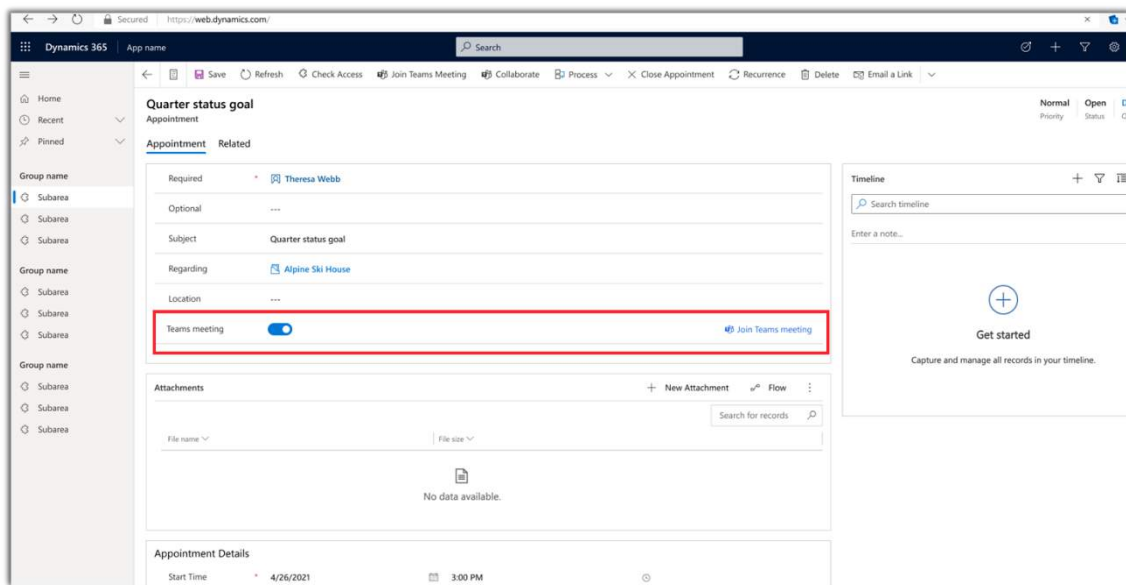 Secured https://web.dynamics.com/
Dynamics 365 App name Search
Save Refresh Check Access Join Teams Meeting Collaborate Process Close Appointment Recurrence Delete Email a Link
Home
Recent
Pinned
Group name
Subarea
Subarea
Subarea
Group name
Subarea
Subarea
Subarea
Group name
Subarea
Subarea
Subarea
Quarter status goal
Appointment
Normal Open
Priority Status
Appointment Related
Required * Theresa Webb
Optional ---
Subject Quarter status goal
Regarding Alpine Ski House
Location ---
Teams meeting Join Teams meeting
Attachments New Attachment Flow
Search for records
File name File size
No data available.
Appointment Details
Start Time * 4/26/2021 3:00 PM
Timeline
Search timeline
Enter a note...
Get started
Capture and manage all records in your timeline.